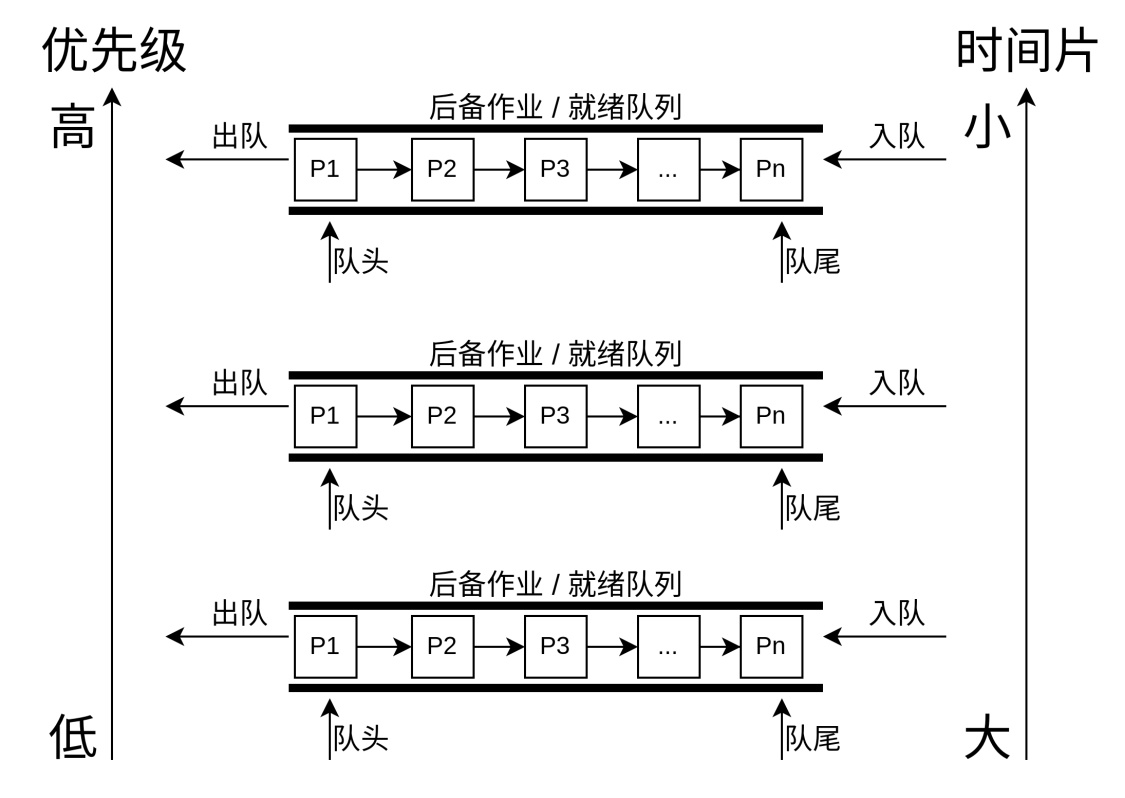 优先级
时间片
高
小
后备作业 / 就绪队列
出队
入队
P1
P2
P3
...
Pn
队头
队尾
后备作业 / 就绪队列
出队
入队
P1
P2
P3
...
Pn
队头
队尾
后备作业 / 就绪队列
出队
入队
P1
P2
P3
...
Pn
低
队头
队尾
大